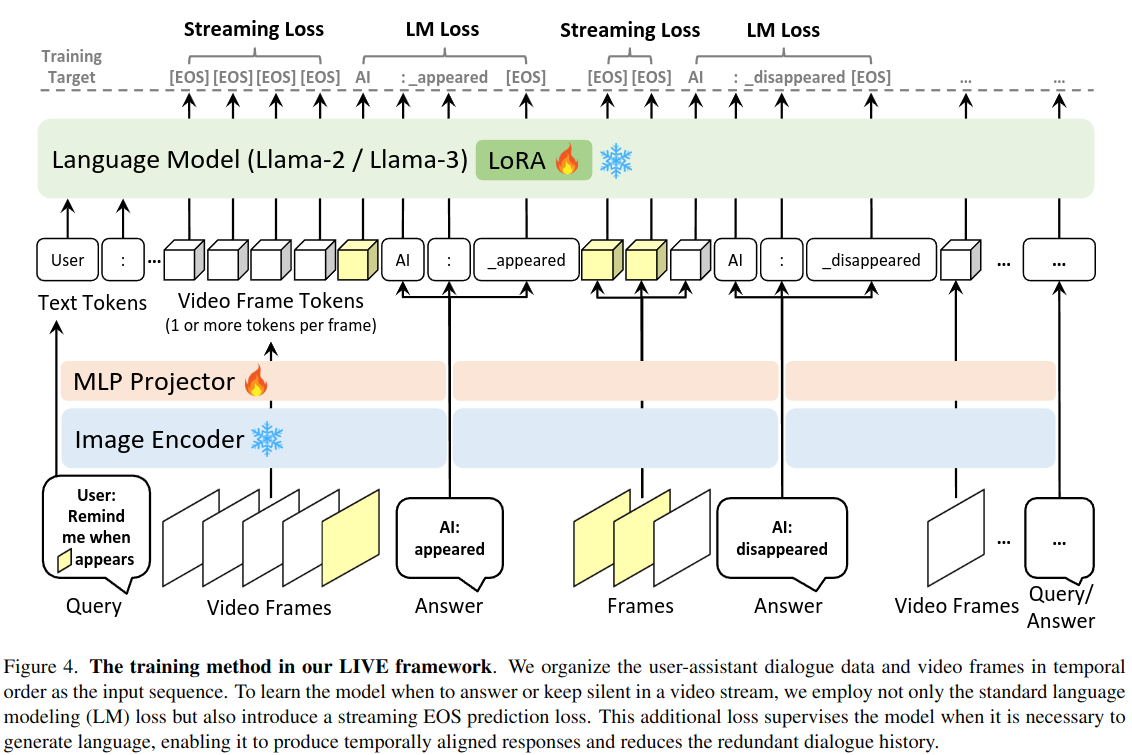 Streaming Loss LM Loss Streaming Loss LM Loss
Training
Target
[EOS] [EOS] [EOS] [EOS] AI : _appeared [EOS] [EOS] [EOS] AI : _disappeared [EOS] ... ...
Language Model (Llama-2 / Llama-3) LoRA
User : ... AI : _appeared AI : _disappeared ... ...
Text Tokens Video Frame Tokens
(1 or more tokens per frame)
MLP Projector
Image Encoder
User:
Remind
me when
appears
AI:
appeared
AI:
disappeared
... ...
Query Video Frames Answer Frames Answer Video Frames Query/
Answer
Figure 4. The training method in our LIVE framework. We organize the user-assistant dialogue data and video frames in temporal
order as the input sequence. To learn the model when to answer or keep silent in a video stream, we employ not only the standard language
modeling (LM) loss but also introduce a streaming EOS prediction loss. This additional loss supervises the model when it is necessary to
generate language, enabling it to produce temporally aligned responses and reduces the redundant dialogue history.